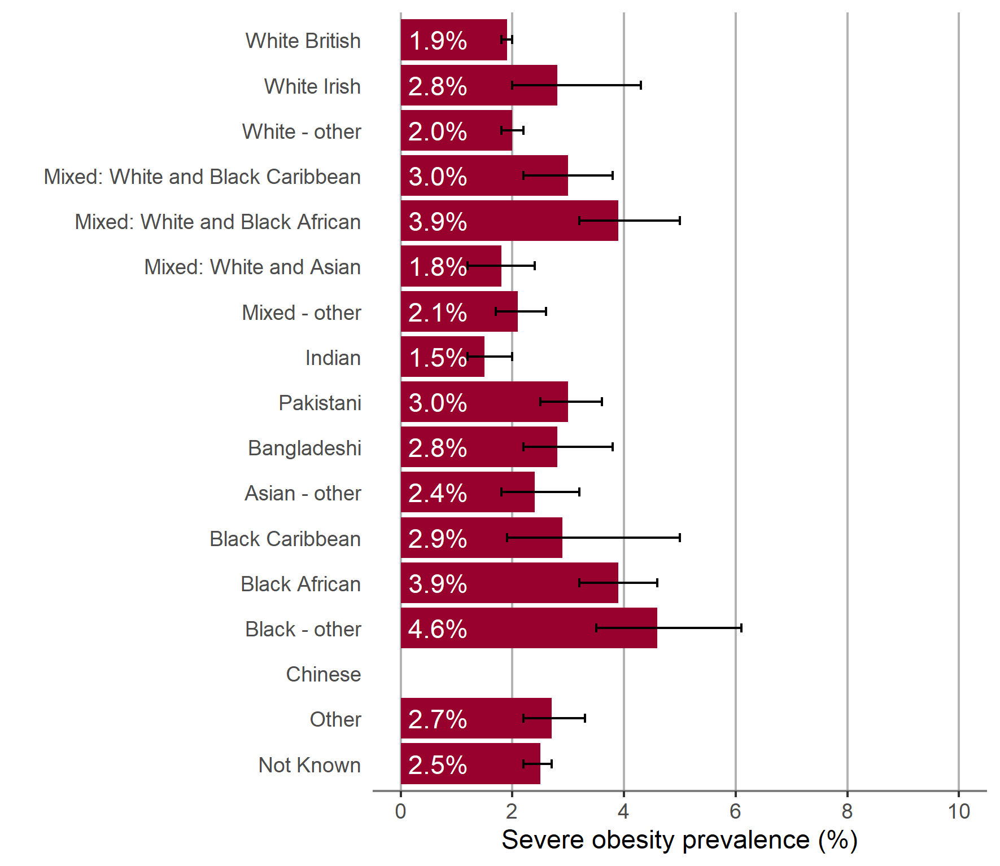 White British 1.9%
White Irish 2.8%
White - other 2.0%
Mixed: White and Black Caribbean 3.0%
Mixed: White and Black African 3.9%
Mixed: White and Asian 1.8%
Mixed - other 2.1%
Indian 1.5%
Pakistani 3.0%
Bangladeshi 2.8%
Asian - other 2.4%
Black Caribbean 2.9%
Black African 3.9%
Black - other 4.6%
Chinese
Other 2.7%
Not Known 2.5%
0 2 4 6 8 10
Severe obesity prevalence (%)